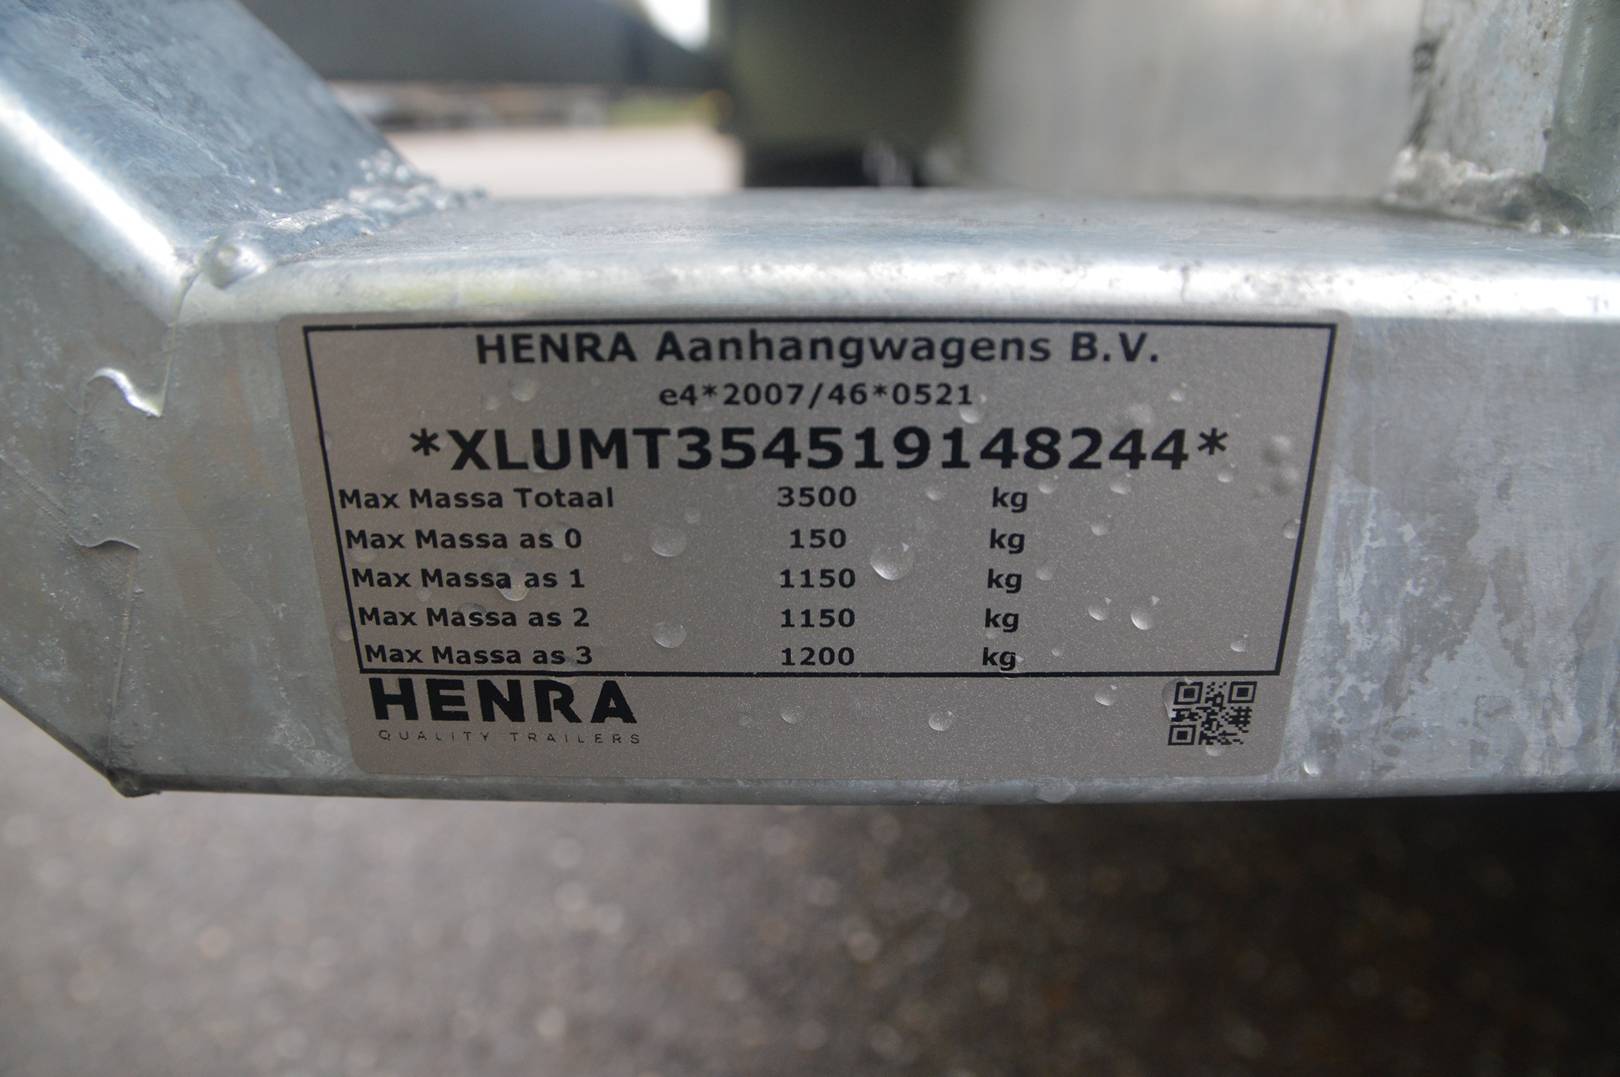 HENRA Aanhangwagens B.V.
e4*2007/46*0521
*XLUMT354519148244*
Max Massa Totaal 3500 kg
Max Massa as 0 150 kg
Max Massa as 1 1150 kg
Max Massa as 2 1150 kg
Max Massa as 3 1200 kg
HENRA
QUALITY TRAILERS